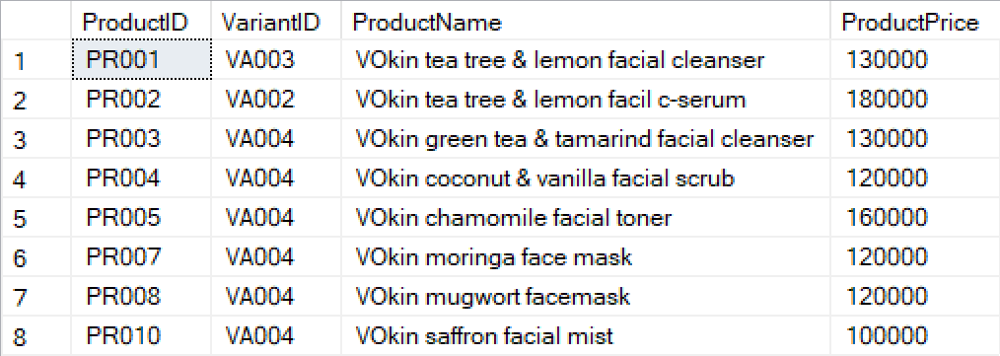 ProductID VariantID ProductName ProductPrice
1 PR001 VA003 VOkin tea tree & lemon facial cleanser 130000
2 PR002 VA002 VOkin tea tree & lemon facil c-serum 180000
3 PR003 VA004 VOkin green tea & tamarind facial cleanser 130000
4 PR004 VA004 VOkin coconut & vanilla facial scrub 120000
5 PR005 VA004 VOkin chamomile facial toner 160000
6 PR007 VA004 VOkin moringa face mask 120000
7 PR008 VA004 VOkin mugwort facemask 120000
8 PR010 VA004 VOkin saffron facial mist 100000